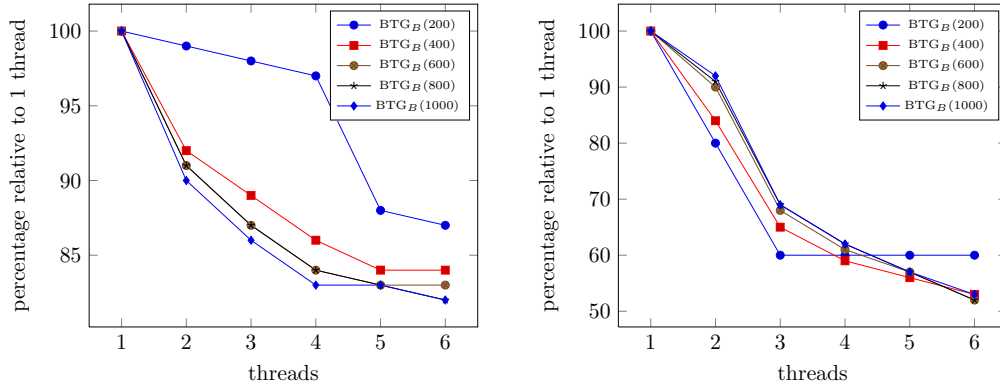 percentage relative to 1 thread
100
95
90
85
1 2 3 4 5 6
threads
BTG_B(200)
BTG_B(400)
BTG_B(600)
BTG_B(800)
BTG_B(1000)
percentage relative to 1 thread
100
90
80
70
60
50
1 2 3 4 5 6
threads
BTG_B(200)
BTG_B(400)
BTG_B(600)
BTG_B(800)
BTG_B(1000)